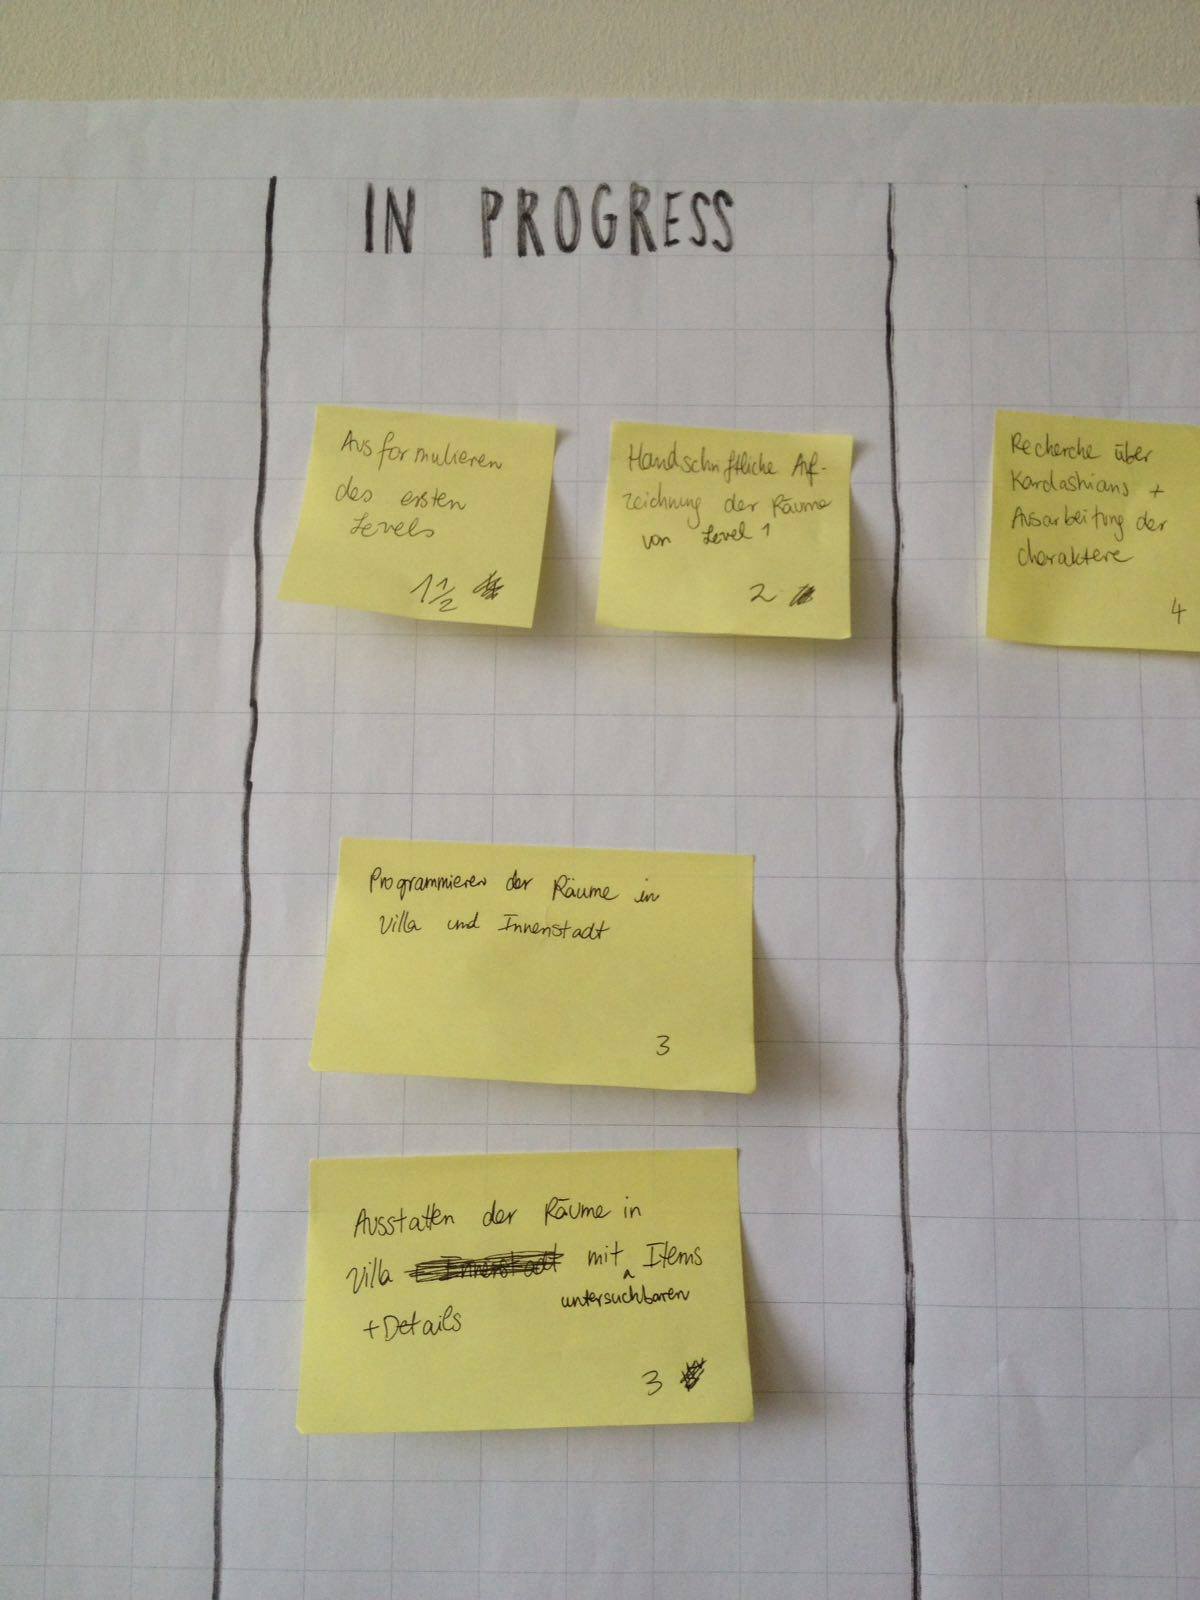 IN PROGRESS
Ausformulieren
des ersten
Levels
1 1/2
Handschriftliche Auf-
zeichnung der Räume
von Level 1
2
Recherche über
Kardashians +
Ausarbeitung der
Charaktere
4
Programmieren der Räume in
Villa und Innenstadt
3
Ausstatten der Räume in
Villa + Innenstadt mit Items
untersuchbaren
+ Details
3